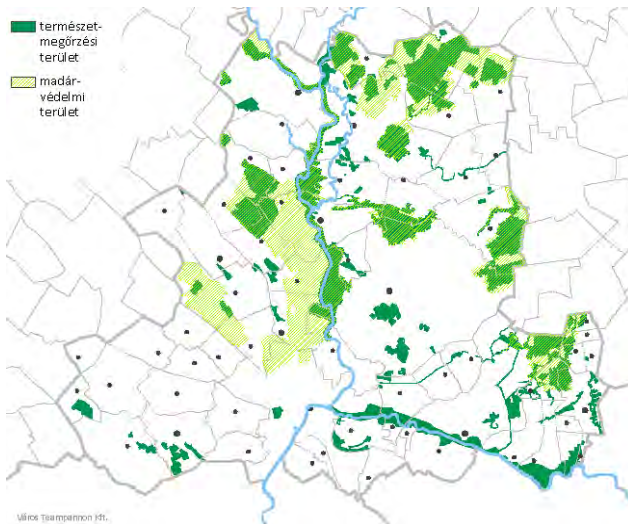 természet-
megőrzési
terület
madár-
védelmi
terület
Város Teampannon Kft.